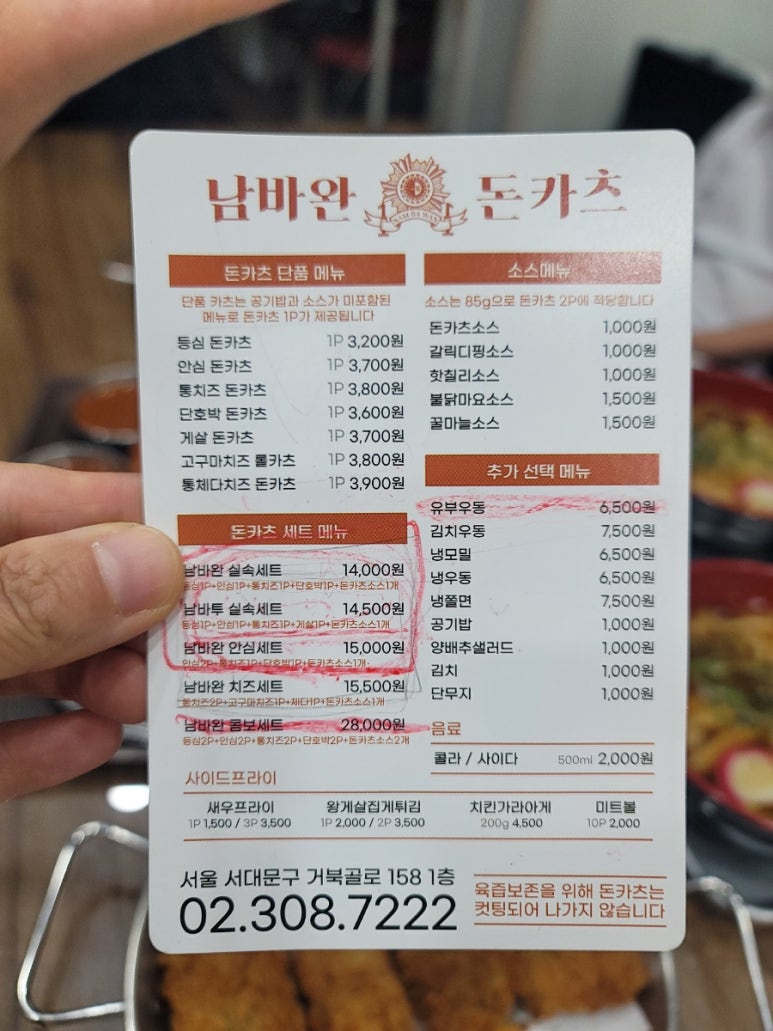 남바완 돈카츠
NAM BA WAN
돈카츠 단품 메뉴
단품 카츠는 공기밥과 소스가 미포함된
메뉴로 돈카츠 1P가 제공됩니다
등심 돈카츠 1P 3,200원
안심 돈카츠 1P 3,700원
통치즈 돈카츠 1P 3,800원
단호박 돈카츠 1P 3,600원
게살 돈카츠 1P 3,700원
고구마치즈 롤카츠 1P 3,800원
통체다치즈 돈카츠 1P 3,900원
돈카츠 세트 메뉴
남바완 실속세트 14,000원
등심1P+안심1P+통치즈1P+단호박1P+돈카츠소스1개
남바투 실속세트 14,500원
등심1P+안심1P+통치즈1P+게살1P+돈카츠소스1개
남바완 안심세트 15,000원
안심2P+통치즈1P+단호박1P+돈카츠소스1개
남바완 치즈세트 15,500원
통치즈2P+고구마치즈1P+체다1P+돈카츠소스1개
남바완 콤보세트 28,000원
등심2P+안심2P+통치즈2P+단호박2P+돈카츠소스2개
소스메뉴
소스는 85g으로 돈카츠 2P에 적당합니다
돈카츠소스 1,000원
갈릭디핑소스 1,000원
핫칠리소스 1,000원
불닭마요소스 1,500원
꿀마늘소스 1,500원
추가 선택 메뉴
유부우동 6,500원
김치우동 7,500원
냉모밀 6,500원
냉우동 6,500원
냉쫄면 7,500원
공기밥 1,000원
양배추샐러드 1,000원
김치 1,000원
단무지 1,000원
음료
콜라 / 사이다 500ml 2,000원
사이드프라이
새우프라이 왕게살집게튀김 치킨가라아게 미트볼
1P 1,500 / 3P 3,500 1P 2,000 / 2P 3,500 200g 4,500 10P 2,000
서울 서대문구 거북골로 158 1층
02.308.7222
육즙보존을 위해 돈카츠는
컷팅되어 나가지 않습니다